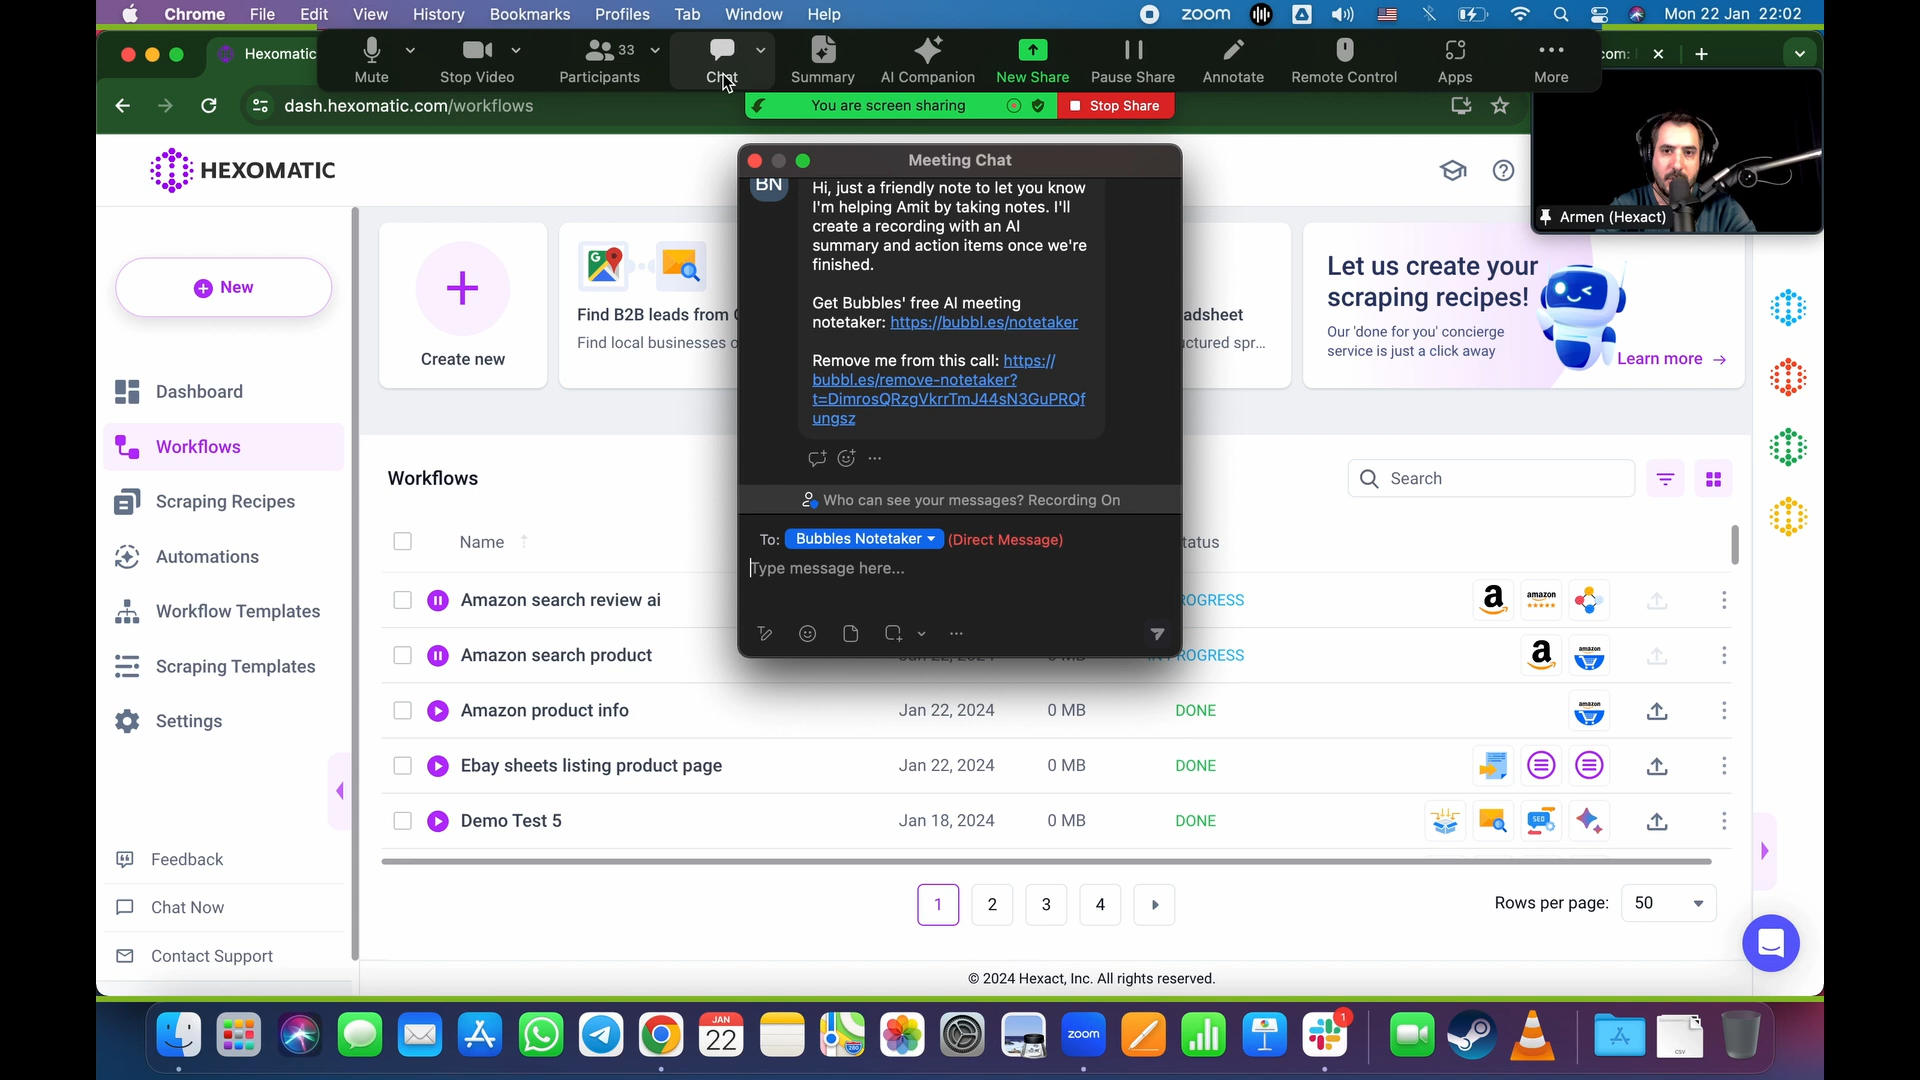 Chrome File Edit View History Bookmarks Profiles Tab Window Help
zoom
Mon 22 Jan 22:02
Hexomatic
Mute
Stop Video
33
Participants
Chat
Summary
AI Companion
New Share
Pause Share
Annotate
Remote Control
Apps
More
com:
dash.hexomatic.com/workflows
You are screen sharing
Stop Share
HEXOMATIC
Meeting Chat
Armen (Hexact)
BN
Hi, just a friendly note to let you know
I'm helping Amit by taking notes. I'll
create a recording with an AI
summary and action items once we're
finished.
Get Bubbles' free AI meeting
notetaker: https://bubbl.es/notetaker
Remove me from this call: https://
bubbl.es/remove-notetaker?
t=DimrosQRzgVkrrTmJ44sN3GuPRQf
ungsz
Who can see your messages? Recording On
To: Bubbles Notetaker (Direct Message)
Type message here...
New
Dashboard
Workflows
Scraping Recipes
Automations
Workflow Templates
Scraping Templates
Settings
Feedback
Chat Now
Contact Support
Create new
Find B2B leads from
Find local businesses
adsheet
uctured spr...
Let us create your
scraping recipes!
Our 'done for you' concierge
service is just a click away
Learn more →
Workflows
Search
Name
tatus
Amazon search review ai
ROGRESS
Amazon search product
ROGRESS
Amazon product info Jan 22, 2024 0 MB DONE
Ebay sheets listing product page Jan 22, 2024 0 MB DONE
Demo Test 5 Jan 18, 2024 0 MB DONE
amazon
amazon
amazon
SEO
1 2 3 4
Rows per page: 50
© 2024 Hexact, Inc. All rights reserved.
JAN
22
zoom
1
CSV